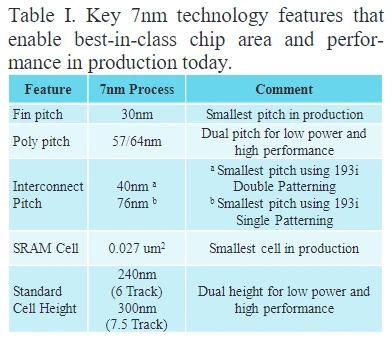 Table I. Key 7nm technology features that
enable best-in-class chip area and perfor-
mance in production today.
Feature 7nm Process Comment
Fin pitch 30nm Smallest pitch in production
Poly pitch 57/64nm Dual pitch for low power and
high performance
Interconnect
Pitch
40nm ª
76nm ᵇ
ª Smallest pitch using 193i
Double Patterning
ᵇ Smallest pitch using 193i
Single Patterning
SRAM Cell 0.027 um² Smallest cell in production
Standard
Cell Height
240nm
(6 Track)
300nm
(7.5 Track)
Dual height for low power and
high performance